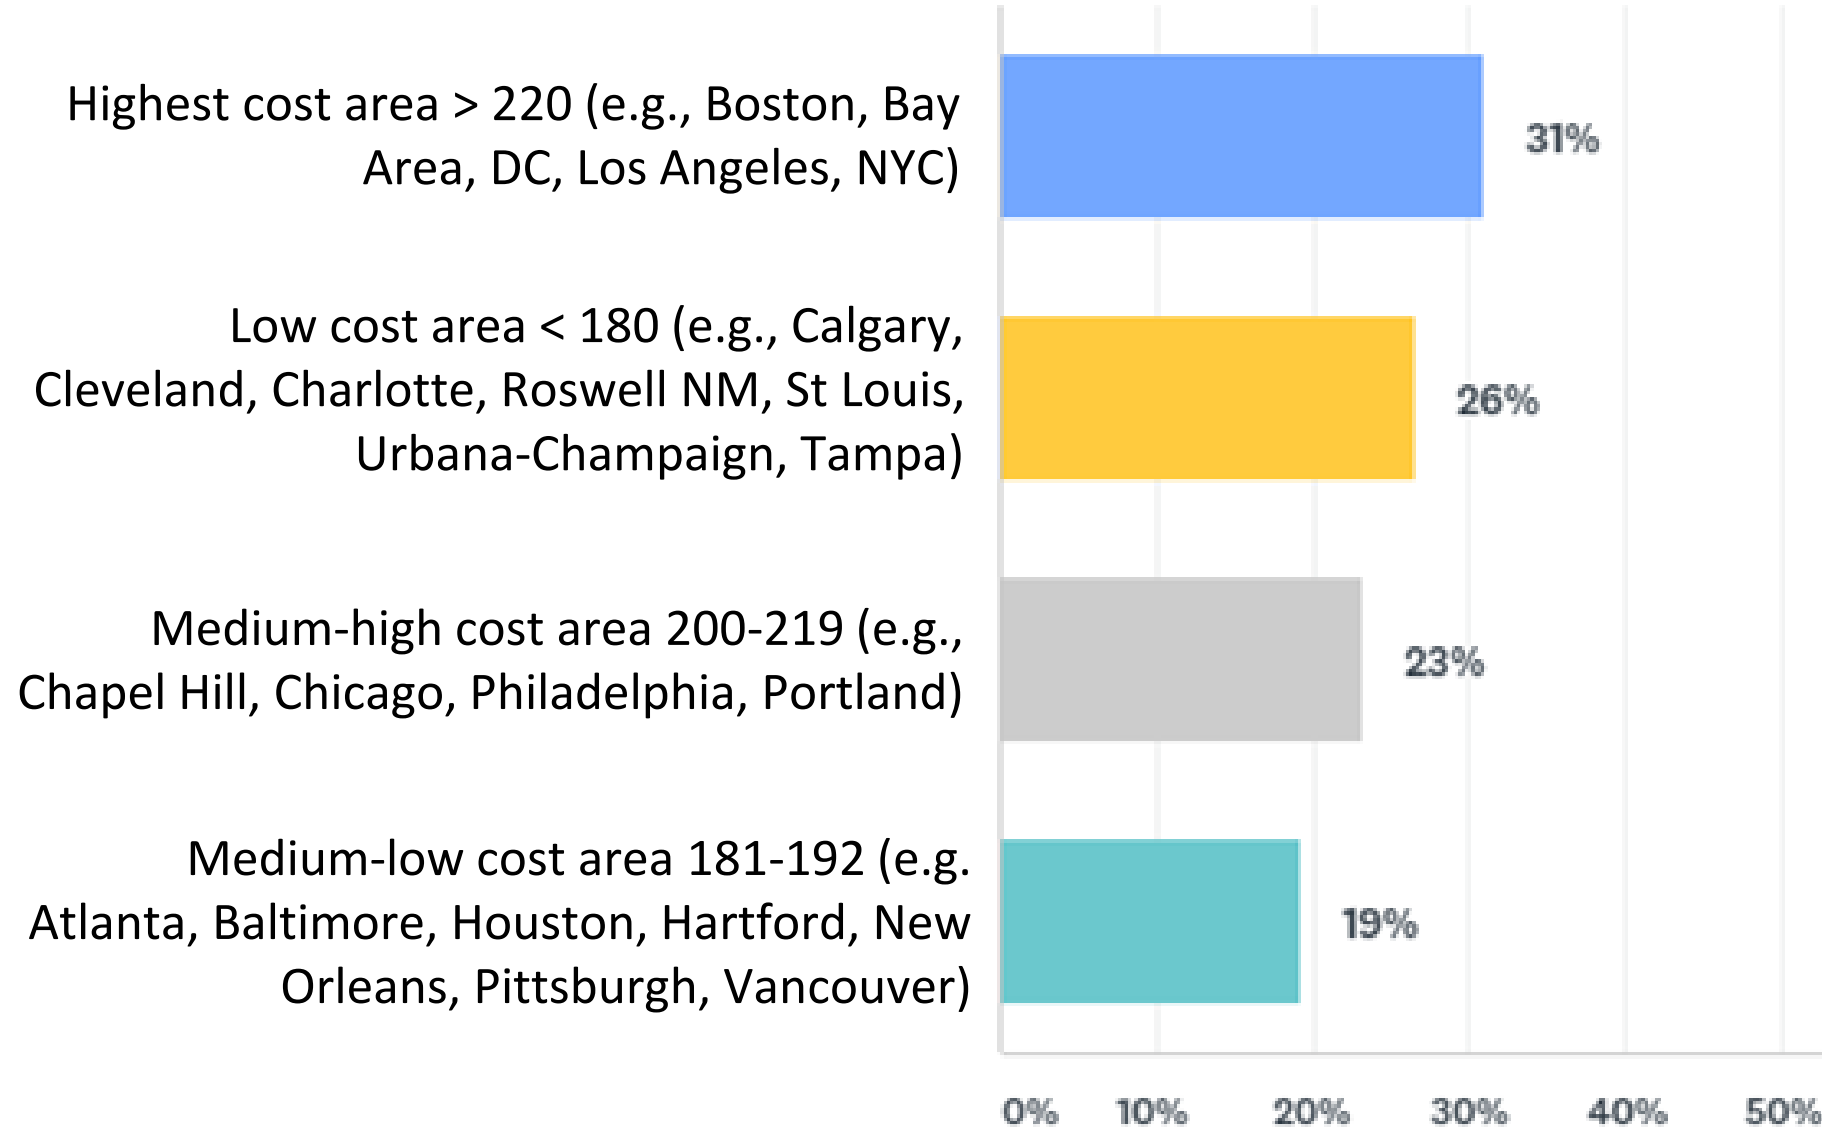 Highest cost area > 220 (e.g., Boston, Bay
Area, DC, Los Angeles, NYC)
31%
Low cost area < 180 (e.g., Calgary,
Cleveland, Charlotte, Roswell NM, St Louis,
Urbana-Champaign, Tampa)
26%
Medium-high cost area 200-219 (e.g.,
Chapel Hill, Chicago, Philadelphia, Portland)
23%
Medium-low cost area 181-192 (e.g.
Atlanta, Baltimore, Houston, Hartford, New
Orleans, Pittsburgh, Vancouver)
19%
0% 10% 20% 30% 40% 50%